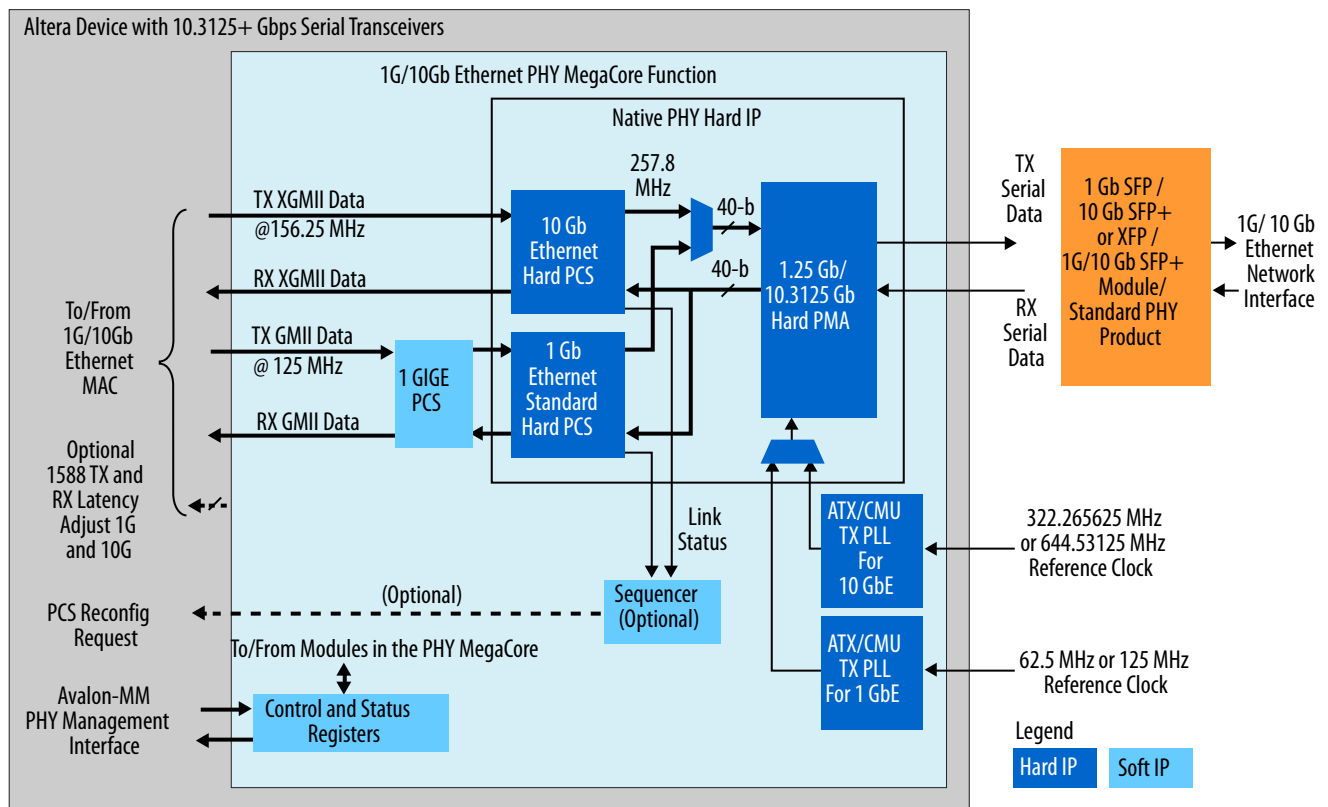 Altera Device with 10.3125+ Gbps Serial Transceivers
1G/10Gb Ethernet PHY MegaCore Function
Native PHY Hard IP
257.8
MHz
TX XGMII Data
@156.25 MHz
RX XGMII Data
TX GMII Data
@ 125 MHz
RX GMII Data
To/From
1G/10Gb
Ethernet
MAC
10 Gb
Ethernet
Hard PCS
1 GIGE
PCS
1 Gb
Ethernet
Standard
Hard PCS
40-b
40-b
1.25 Gb/
10.3125 Gb
Hard PMA
TX
Serial
Data
RX
Serial
Data
1 Gb SFP /
10 Gb SFP+
or XFP /
1G/10 Gb SFP+
Module/
Standard PHY
Product
1G/ 10 Gb
Ethernet
Network
Interface
Optional
1588 TX and
RX Latency
Adjust 1G
and 10G
Link
Status
ATX/CMU
TX PLL
For
10 GbE
322.265625 MHz
or 644.53125 MHz
Reference Clock
PCS Reconfig
Request
(Optional)
Sequencer
(Optional)
ATX/CMU
TX PLL
For 1 GbE
62.5 MHz or 125 MHz
Reference Clock
To/From Modules in the PHY MegaCore
Avalon-MM
PHY Management
Interface
Control and Status
Registers
Legend
Hard IP
Soft IP